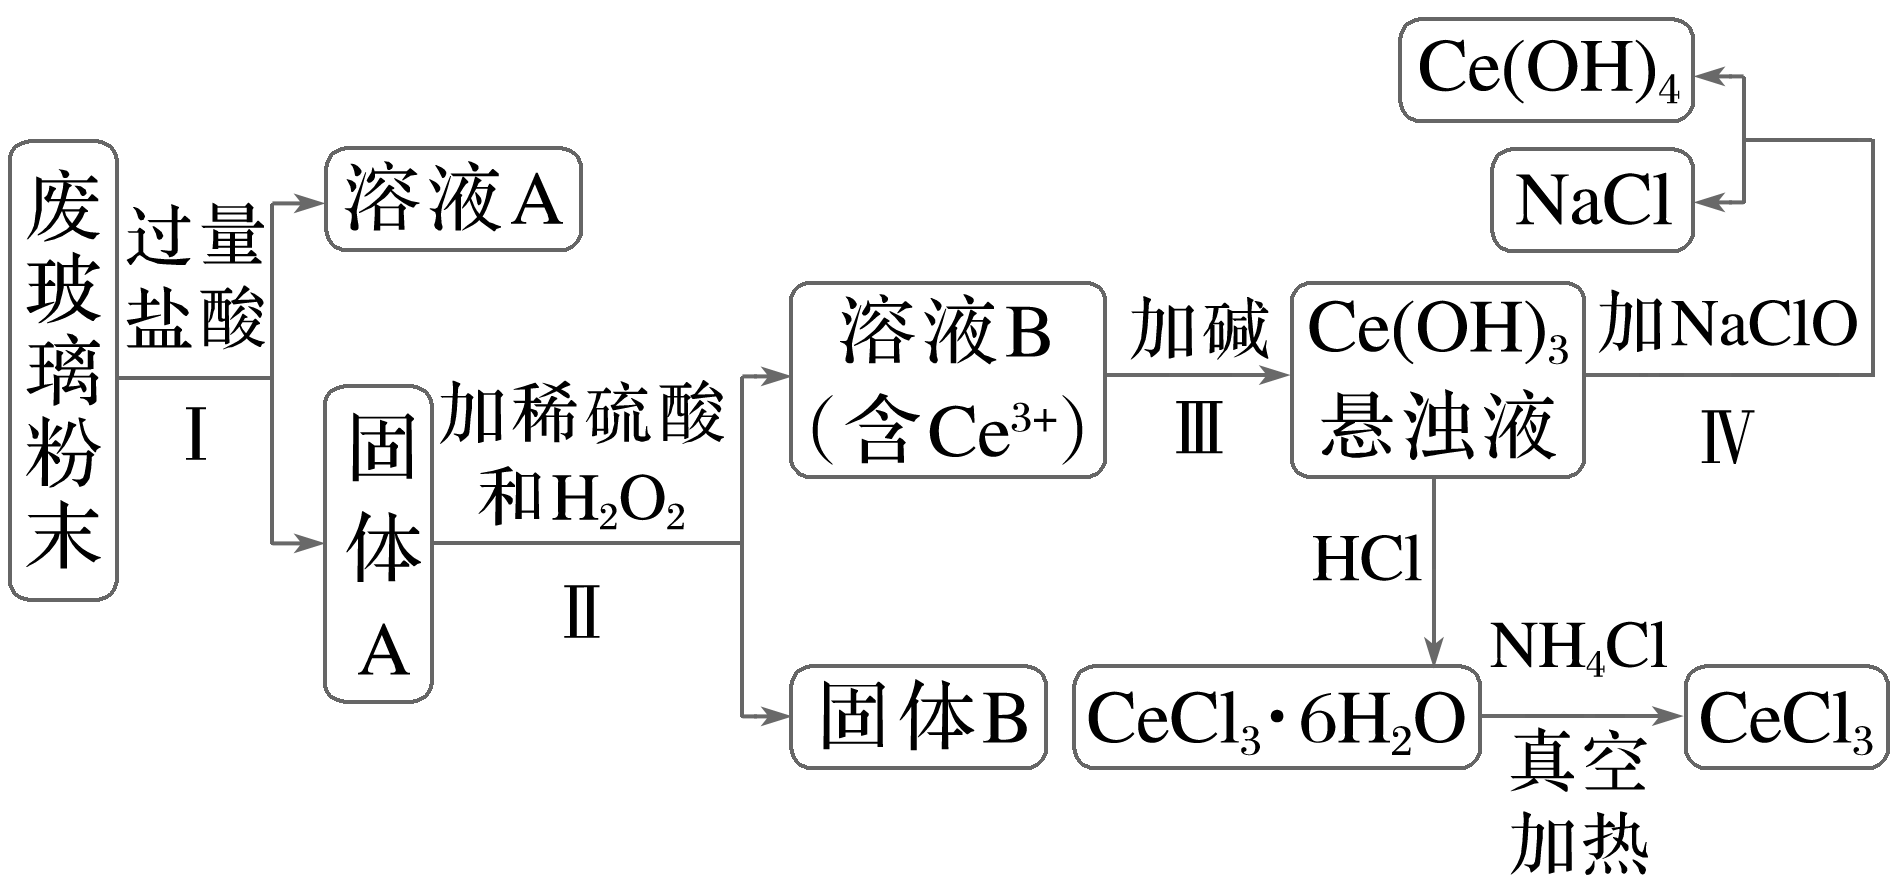 废玻璃粉末
过量
盐酸
Ⅰ
溶液A
固体A
加稀硫酸
和H₂O₂
Ⅱ
溶液B
（含Ce³⁺）
固体B
加碱
Ⅲ
Ce(OH)₃
悬浊液
加NaClO
Ⅳ
Ce(OH)₄
NaCl
HCl
CeCl₃·6H₂O
NH₄Cl
真空
加热
CeCl₃